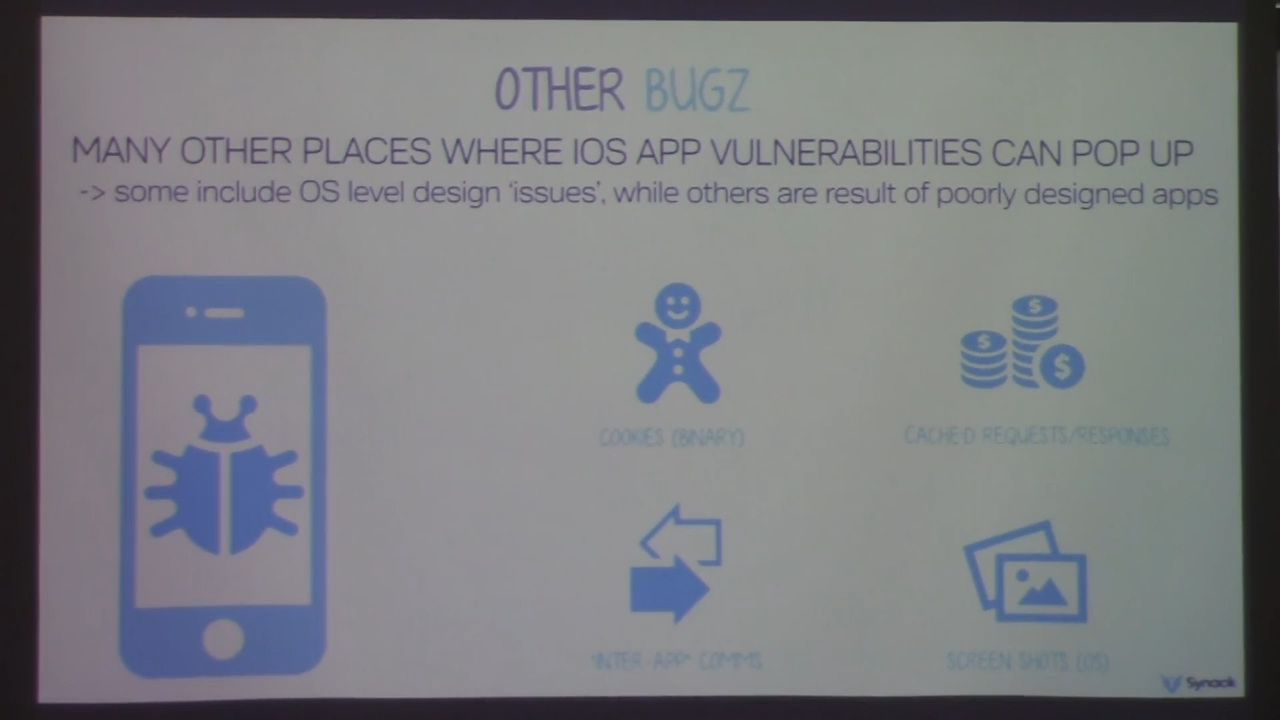 OTHER BUGZ
MANY OTHER PLACES WHERE IOS APP VULNERABILITIES CAN POP UP
-> some include OS level design ‘issues’, while others are result of poorly designed apps
COOKIES (BINARY)
CACHED REQUESTS/RESPONSES
"INTER APP" COMMS
SCREEN SHOTS (OS)
Synack